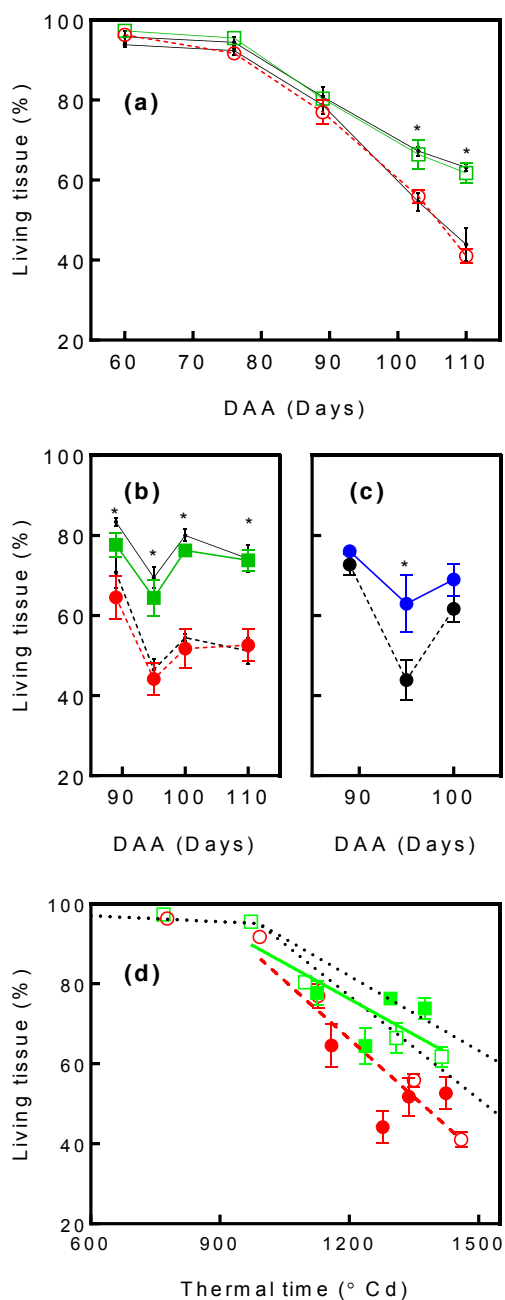 100
80
60
40
20
Living tissue (%)
(a)
*
*
60 70 80 90 100 110
DAA (Days)
100
80
60
40
20
Living tissue (%)
(b)
* * * *
90 100 110
DAA (Days)
(c)
*
90 100
DAA (Days)
100
80
60
40
20
Living tissue (%)
(d)
600 900 1200 1500
Thermal time (° Cd)